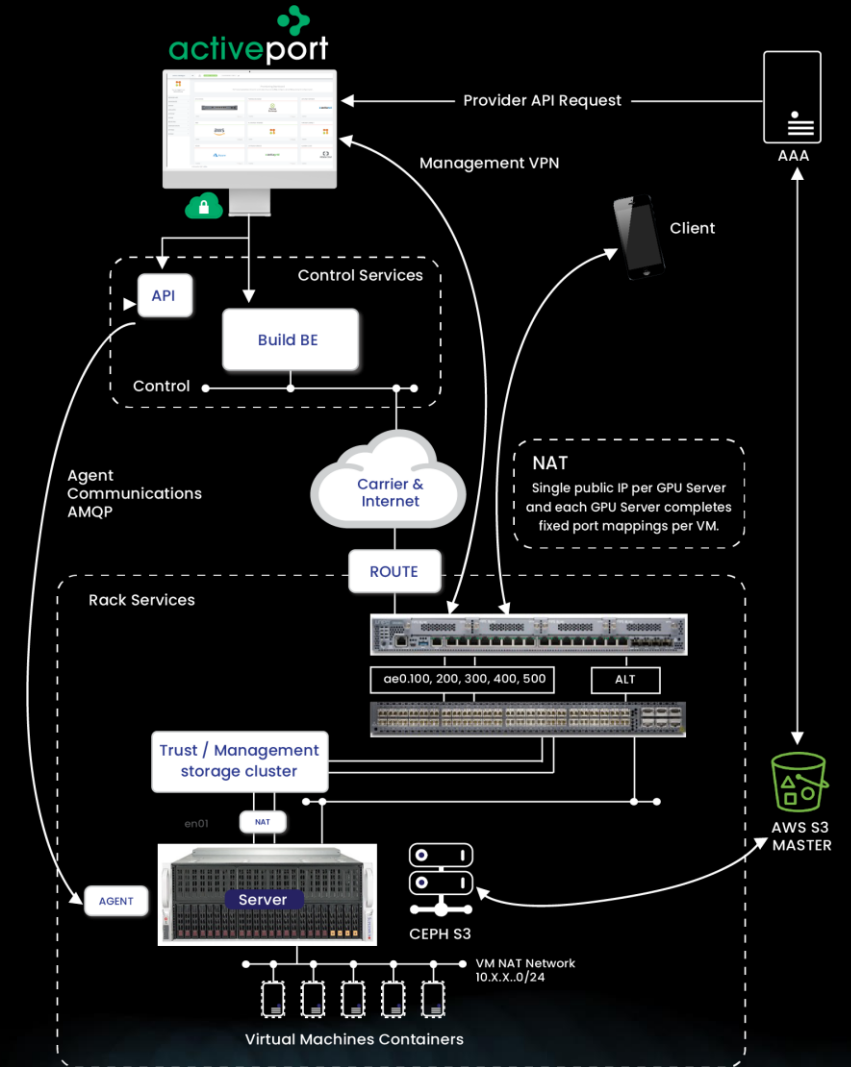 activeport
Provider API Request
AAA
Management VPN
Client
Control Services
API
Build BE
Control
Carrier &
Internet
NAT
Single public IP per GPU Server
and each GPU Server completes
fixed port mappings per VM.
Agent
Communications
AMQP
ROUTE
Rack Services
ae0.100, 200, 300, 400, 500
ALT
Trust / Management
storage cluster
en01
NAT
AWS S3
MASTER
Server
AGENT
CEPH S3
VM NAT Network
10.X.X..0/24
Virtual Machines Containers